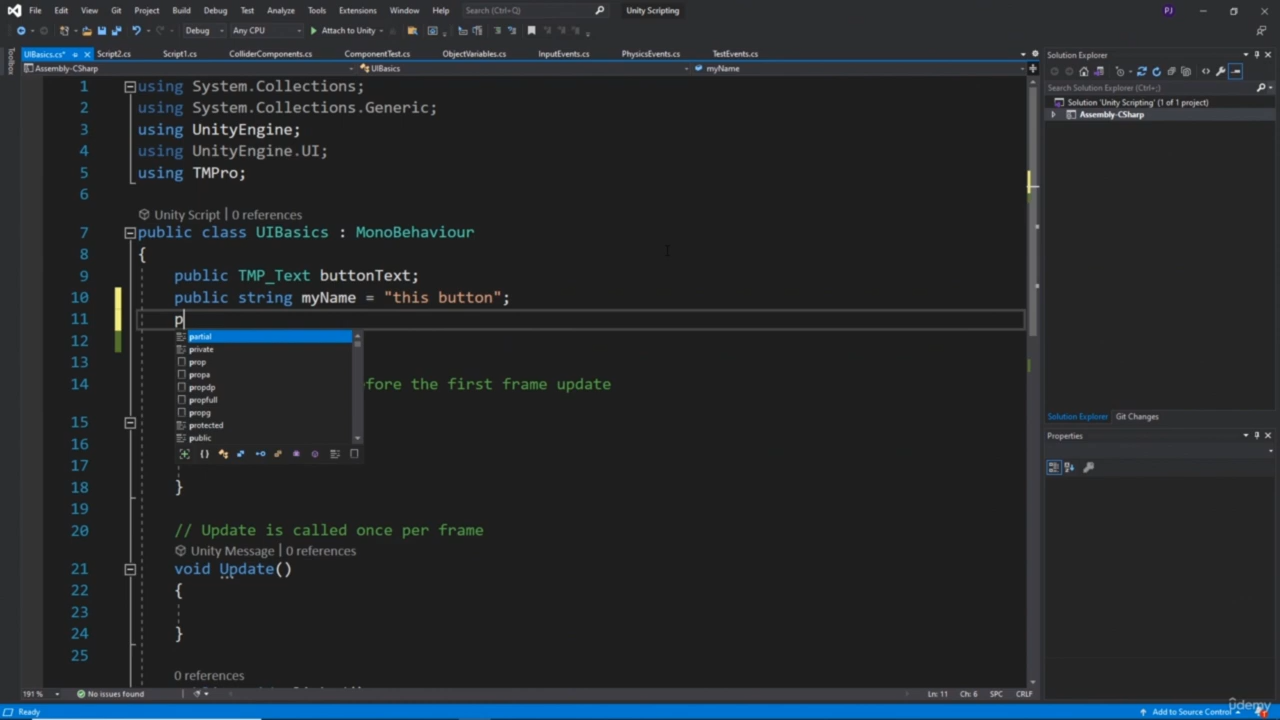 File Edit View Git Project Build Debug Test Analyze Tools Extensions Window Help Search (Ctrl+Q) Unity Scripting PJ
Debug Any CPU Attach to Unity
UIBasics.cs* Script2.cs Script1.cs ColliderComponents.cs ComponentTest.cs ObjectVariables.cs InputEvents.cs PhysicsEvents.cs TestEvents.cs
Assembly-CSharp UIBasics myName
Toolbox
1 using System.Collections;
2 using System.Collections.Generic;
3 using UnityEngine;
4 using UnityEngine.UI;
5 using TMPro;
6
Unity Script | 0 references
7 public class UIBasics : MonoBehaviour
8 {
9 public TMP_Text buttonText;
10 public string myName = "this button";
11 p
12
13
14 efore the first frame update
15
16
17
18 }
19
20 // Update is called once per frame
Unity Message | 0 references
21 void Update()
22 {
23
24 }
25
0 references
partial
private
prop
propa
propdp
propfull
propg
protected
public
Solution Explorer
Search Solution Explorer (Ctrl+;)
Solution 'Unity Scripting' (1 of 1 project)
Assembly-CSharp
Solution Explorer Git Changes
Properties
191 % No issues found Ln: 11 Ch: 6 SPC CRLF
Ready Add to Source Control
udemy